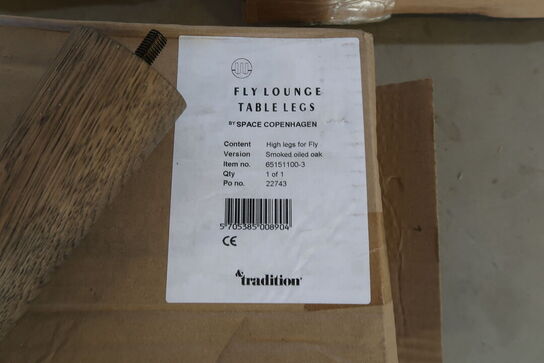 FLY LOUNGE
TABLE LEGS
BY SPACE COPENHAGEN
Content High legs for Fly
Version Smoked oiled oak
Item no. 65151100-3
Qty 1 of 1
Po no. 22743
5 705385 008904
CE
&tradition®